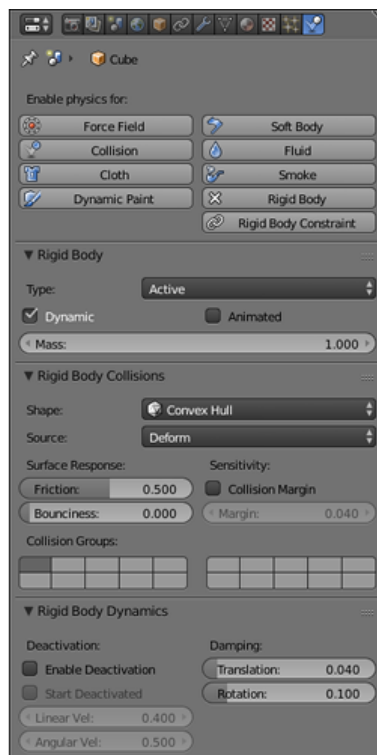 Cube
Enable physics for:
Force Field
Soft Body
Collision
Fluid
Cloth
Smoke
Dynamic Paint
Rigid Body
Rigid Body Constraint
Rigid Body
Type: Active
Dynamic Animated
Mass: 1.000
Rigid Body Collisions
Shape: Convex Hull
Source: Deform
Surface Response: Sensitivity:
Friction: 0.500 Collision Margin
Bounciness: 0.000 Margin: 0.040
Collision Groups:
Rigid Body Dynamics
Deactivation: Damping:
Enable Deactivation Translation: 0.040
Start Deactivated Rotation: 0.100
Linear Vel: 0.400
Angular Vel: 0.500